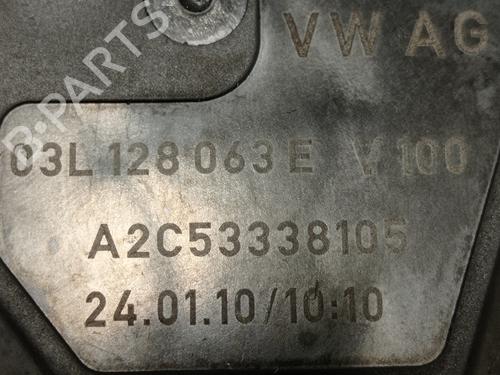 VW AG
B-PARTS
03L 128 063 E V 100
A2C53338105
24.01.10/10:10